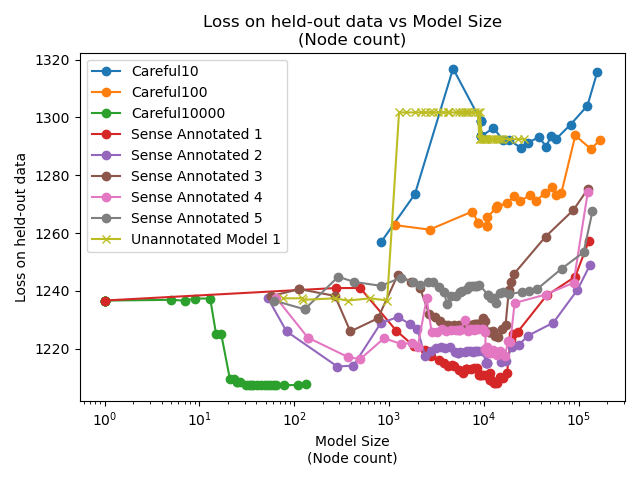 Loss on held-out data vs Model Size
(Node count)
Loss on held-out data
1320
1300
1280
1260
1240
1220
Careful10
Careful100
Careful10000
Sense Annotated 1
Sense Annotated 2
Sense Annotated 3
Sense Annotated 4
Sense Annotated 5
Unannotated Model 1
10⁰ 10¹ 10² 10³ 10⁴ 10⁵
Model Size
(Node count)